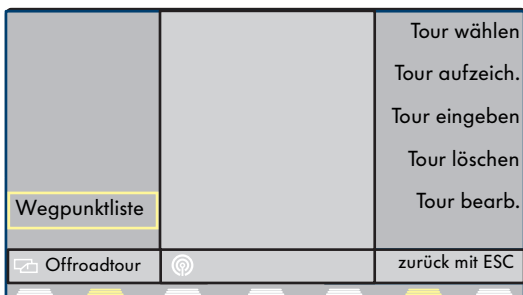 Tour wählen
Tour aufzeich.
Tour eingeben
Tour löschen
Wegpunktliste
Tour bearb.
Offroadtour
zurück mit ESC